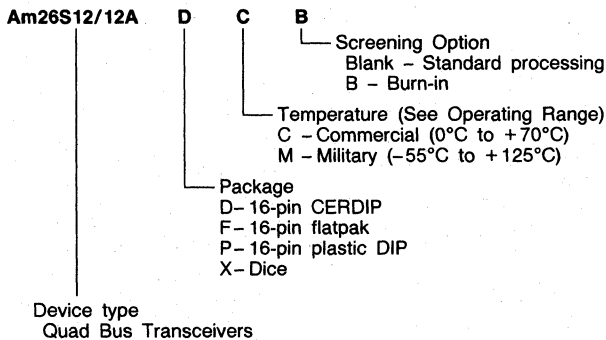 Am26S12/12A D C B
Screening Option
Blank – Standard processing
B – Burn-in
Temperature (See Operating Range)
C – Commercial (0°C to +70°C)
M – Military (–55°C to +125°C)
Package
D– 16-pin CERDIP
F– 16-pin flatpak
P– 16-pin plastic DIP
X– Dice
Device type
Quad Bus Transceivers